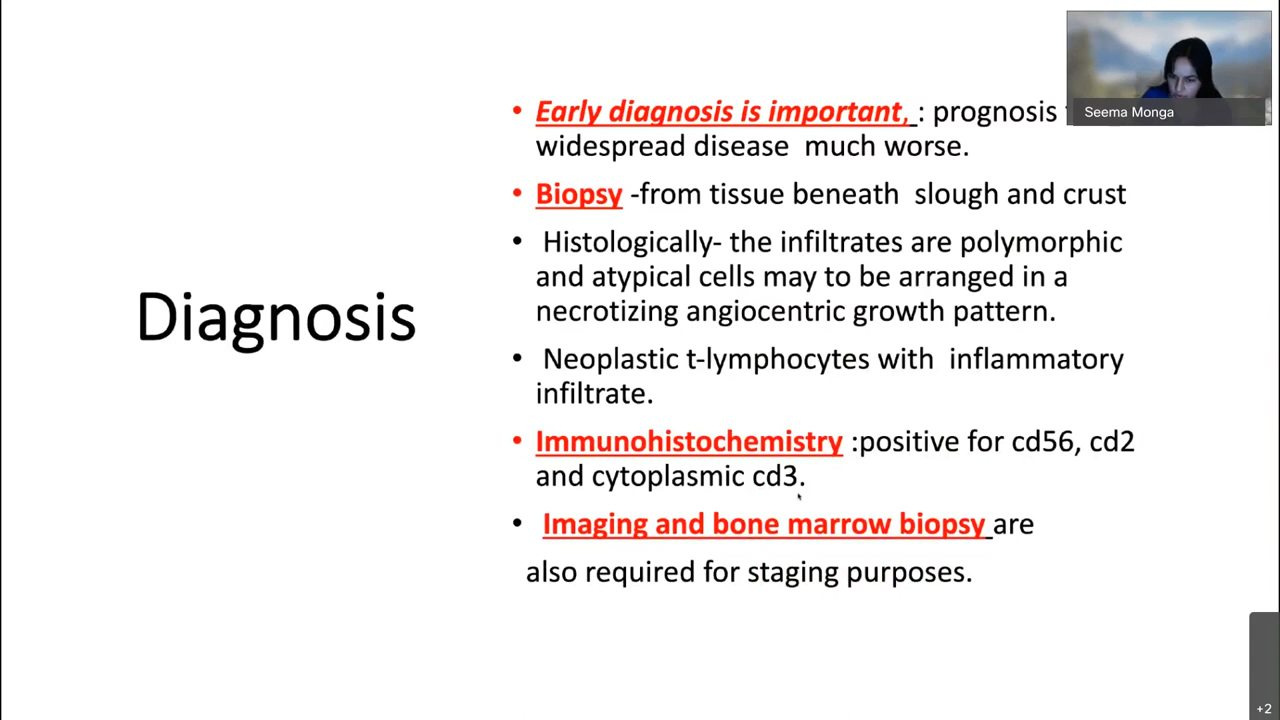 Seema Monga
Early diagnosis is important, : prognosis
widespread disease much worse.
Biopsy -from tissue beneath slough and crust
Histologically- the infiltrates are polymorphic
and atypical cells may to be arranged in a
necrotizing angiocentric growth pattern.
Diagnosis
Neoplastic t-lymphocytes with inflammatory
infiltrate.
Immunohistochemistry :positive for cd56, cd2
and cytoplasmic cd3.
Imaging and bone marrow biopsy are
also required for staging purposes.
+2